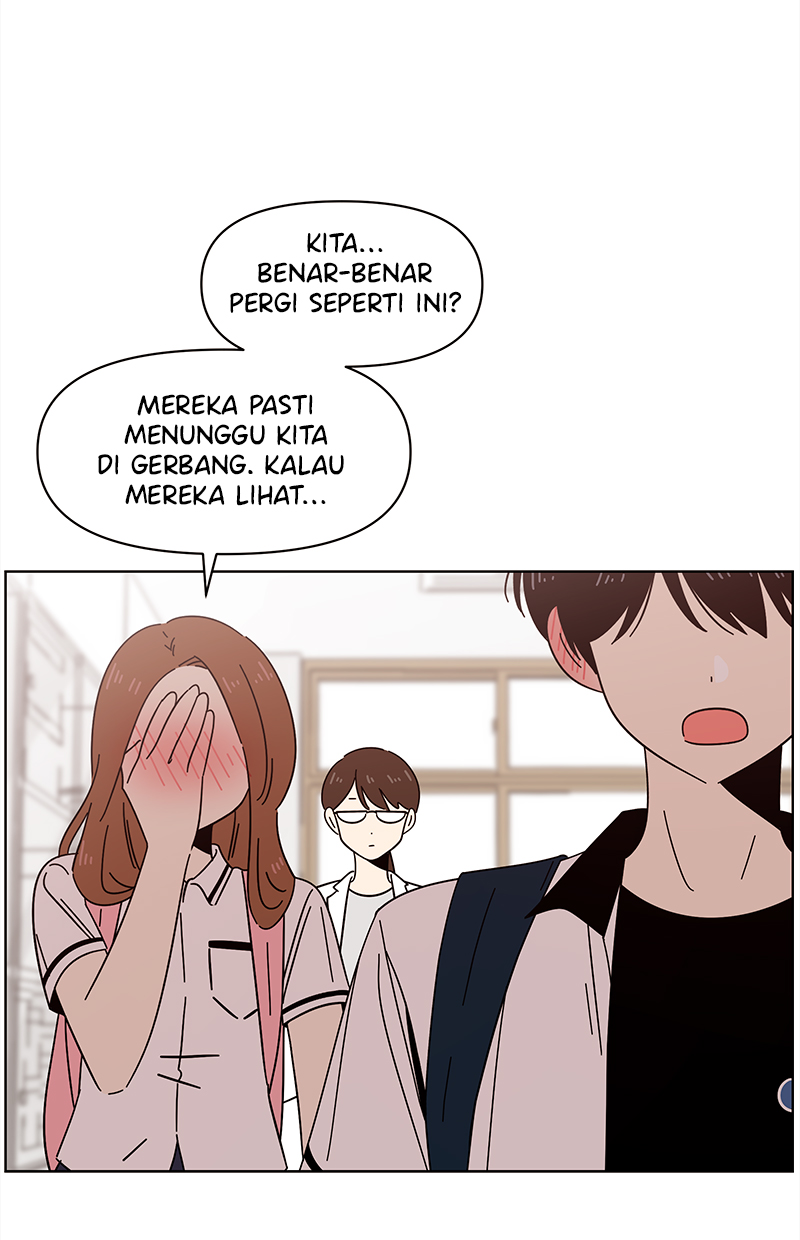 KITA...
BENAR-BENAR
PERGI SEPERTI INI?
MEREKA PASTI
MENUNGGU KITA
DI GERBANG. KALAU
MEREKA LIHAT...